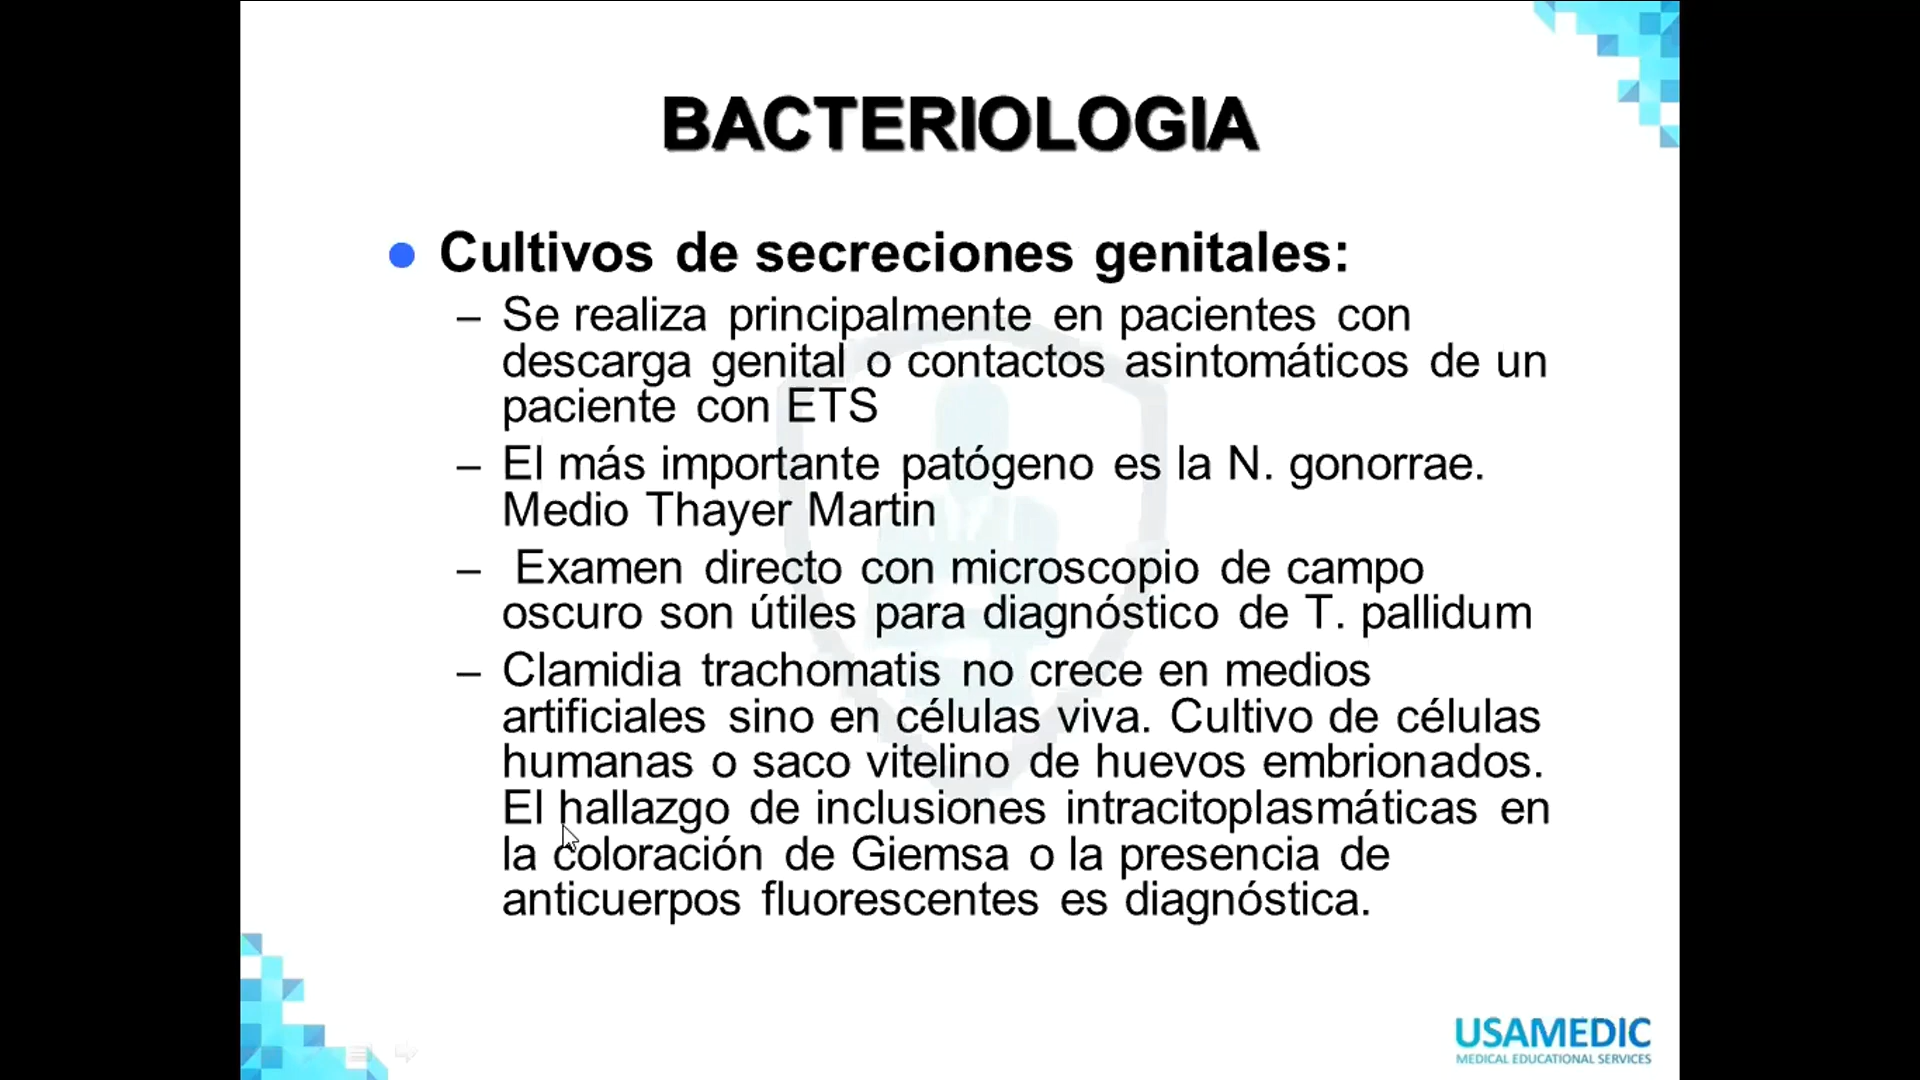 BACTERIOLOGIA
● Cultivos de secreciones genitales:
– Se realiza principalmente en pacientes con
descarga genital o contactos asintomáticos de un
paciente con ETS
– El más importante patógeno es la N. gonorrae.
Medio Thayer Martin
– Examen directo con microscopio de campo
oscuro son útiles para diagnóstico de T. pallidum
– Clamidia trachomatis no crece en medios
artificiales sino en células viva. Cultivo de células
humanas o saco vitelino de huevos embrionados.
El hallazgo de inclusiones intracitoplasmáticas en
la coloración de Giemsa o la presencia de
anticuerpos fluorescentes es diagnóstica.
USAMEDIC
MEDICAL EDUCATIONAL SERVICES